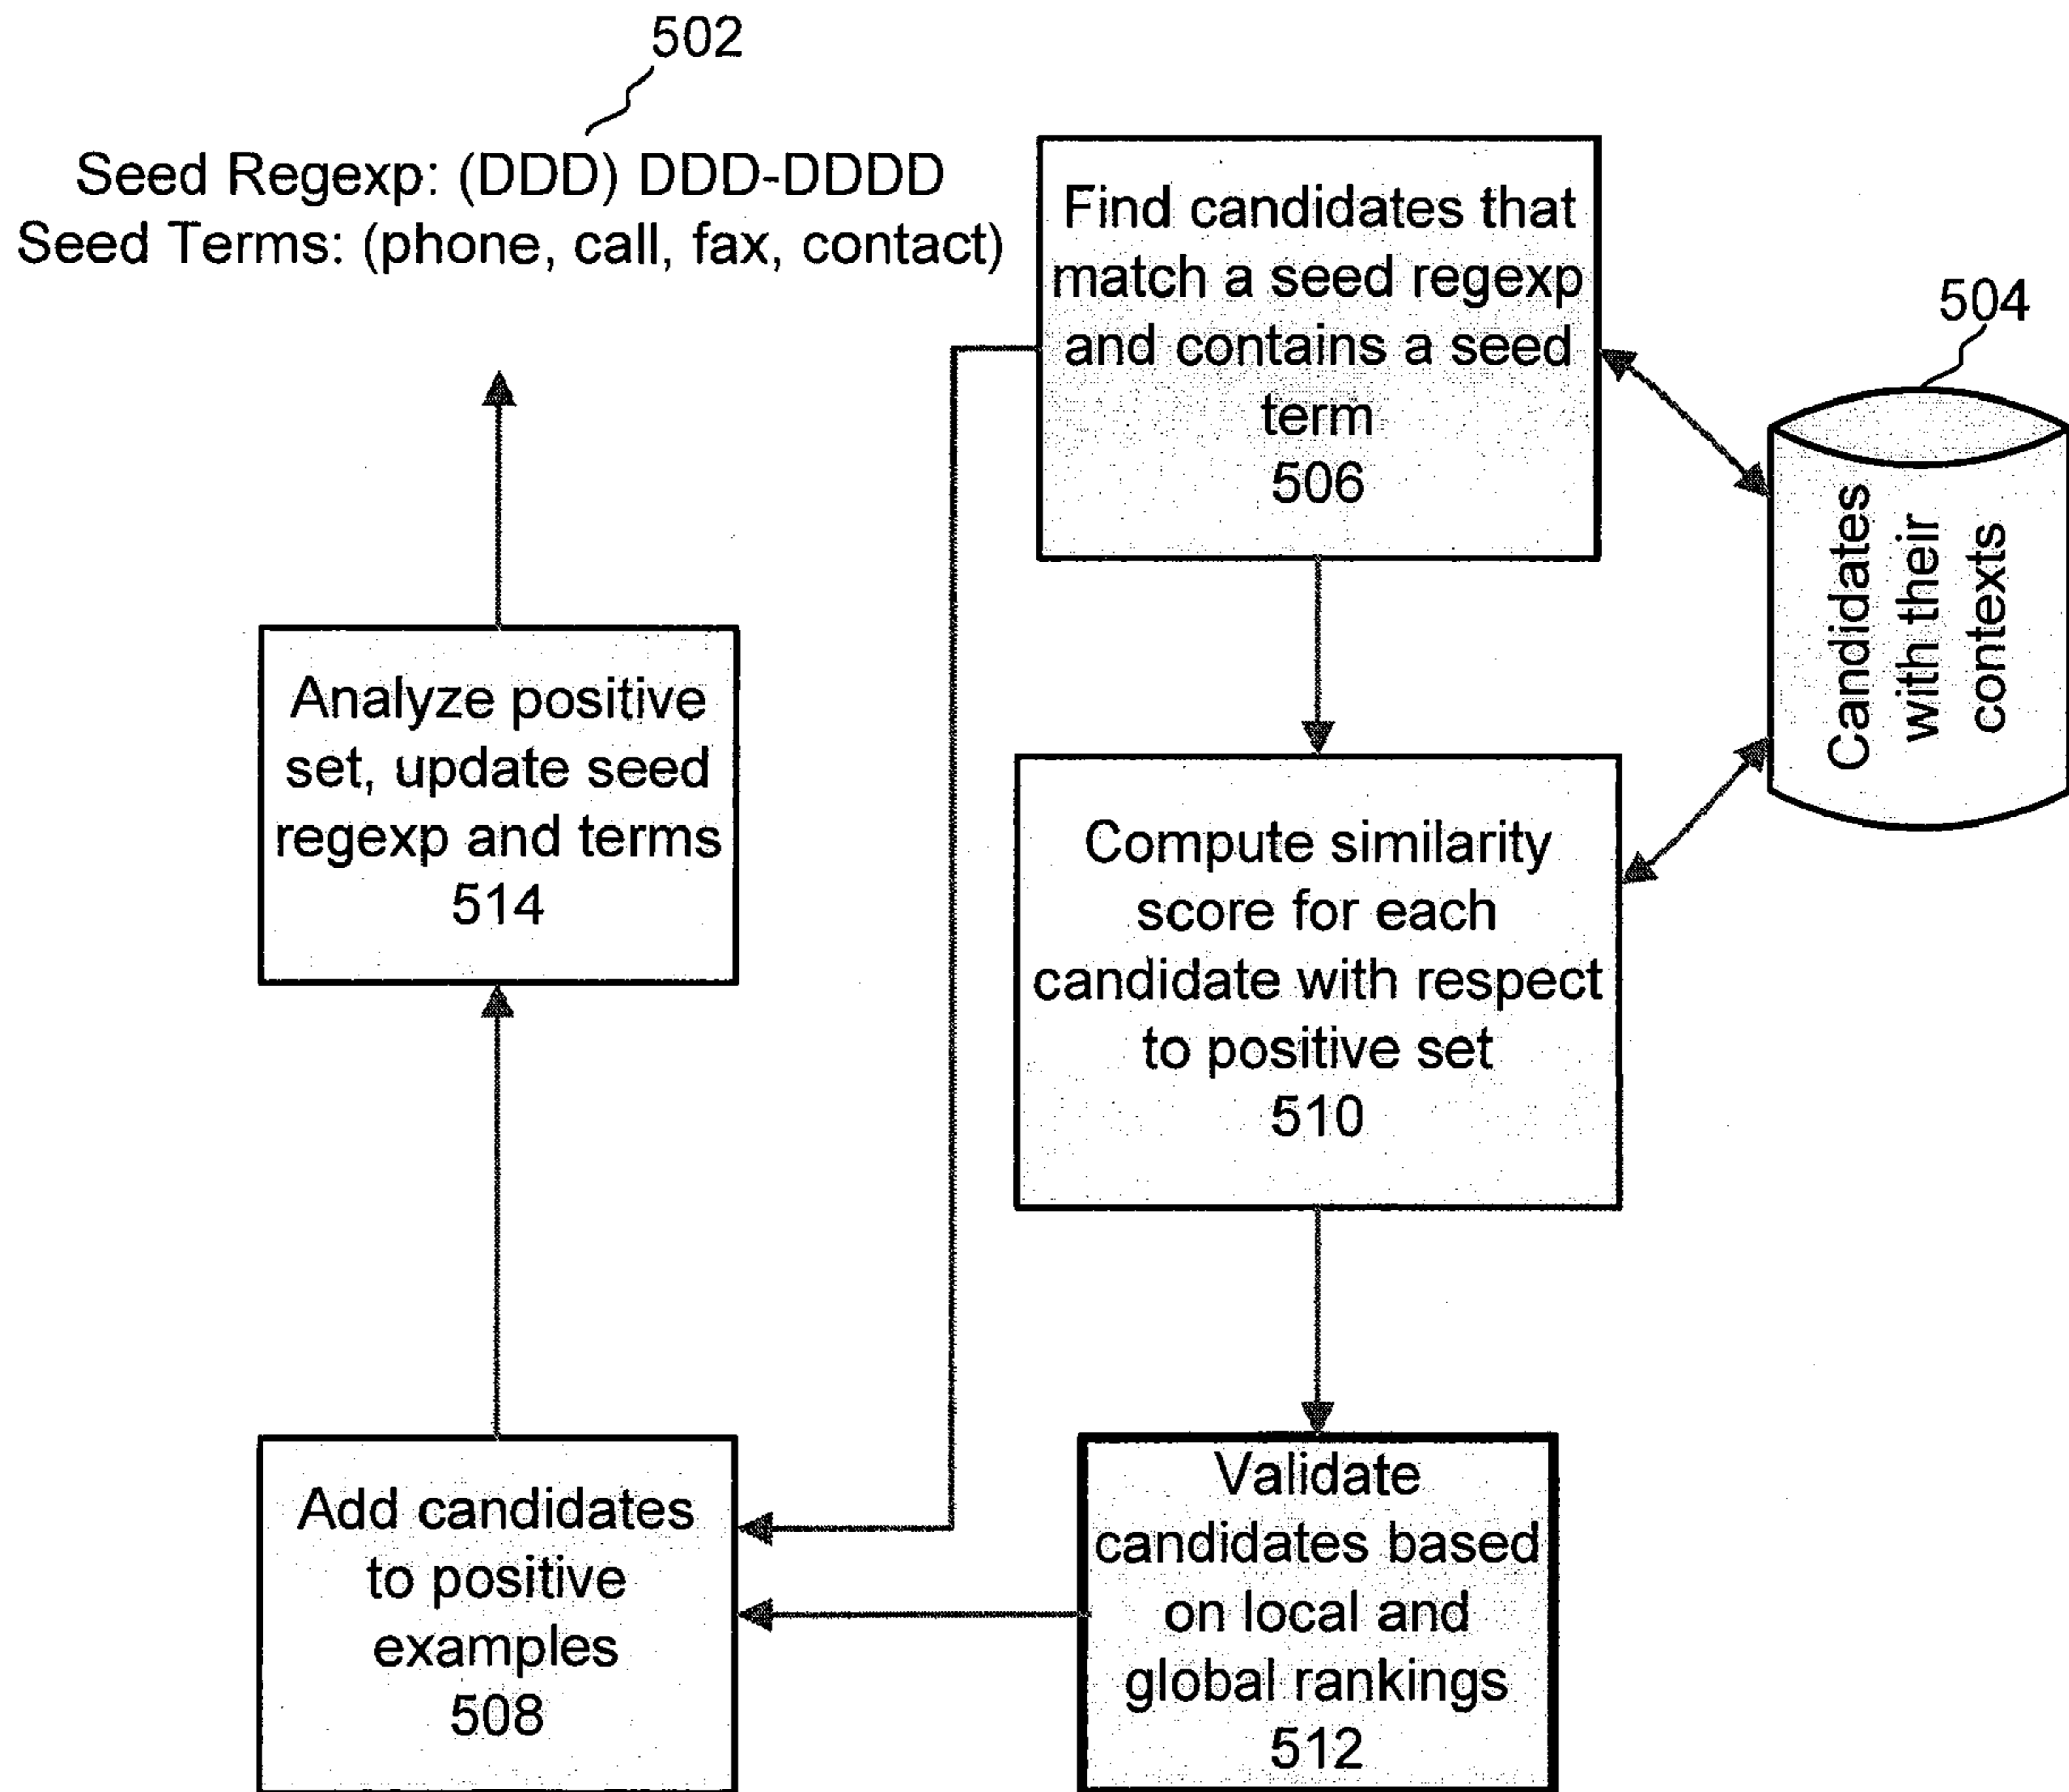 502
Seed Regexp: (DDD) DDD-DDDD
Seed Terms: (phone, call, fax, contact)
Find candidates that
match a seed regexp
and contains a seed
term
506
504
Candidates
with their
contexts
Analyze positive
set, update seed
regexp and terms
514
Compute similarity
score for each
candidate with respect
to positive set
510
Add candidates
to positive
examples
508
Validate
candidates based
on local and
global rankings
512